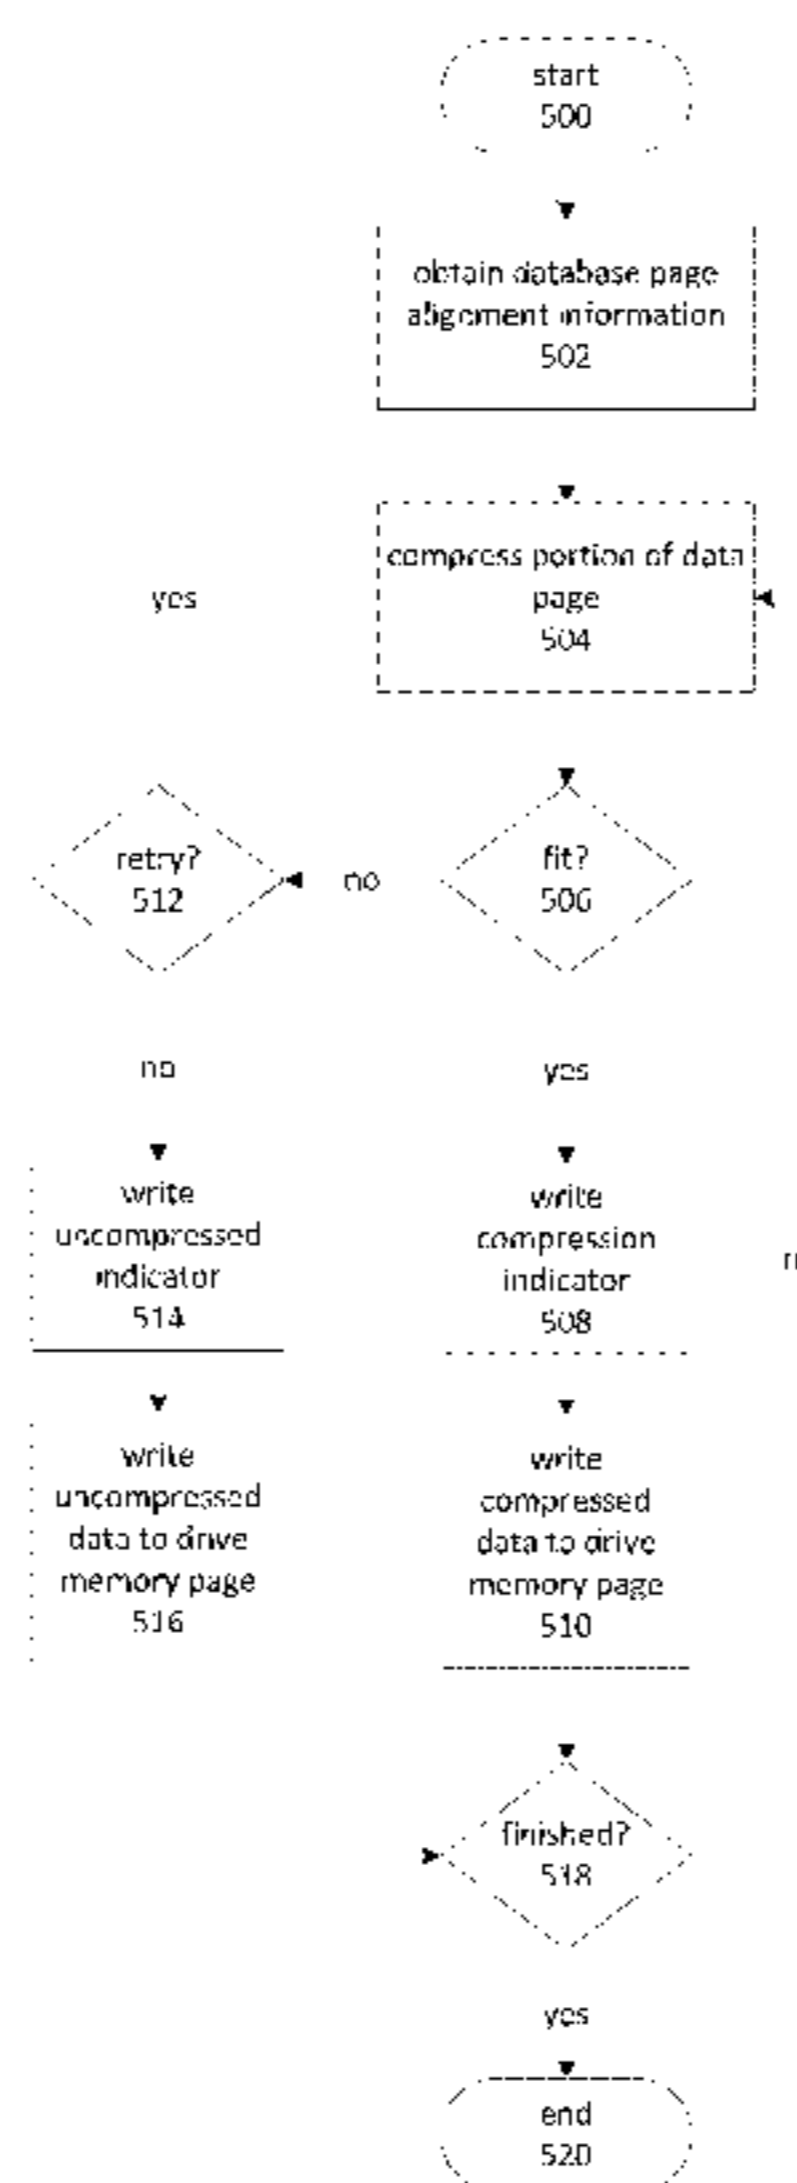 start
500
obtain database page
alignment information
502
compress portion of data
page
504
yes
retry?
512
no
fit?
506
no
yes
write
uncompressed
indicator
514
write
compression
indicator
508
write
uncompressed
data to drive
memory page
516
write
compressed
data to drive
memory page
510
finished?
518
yes
end
520